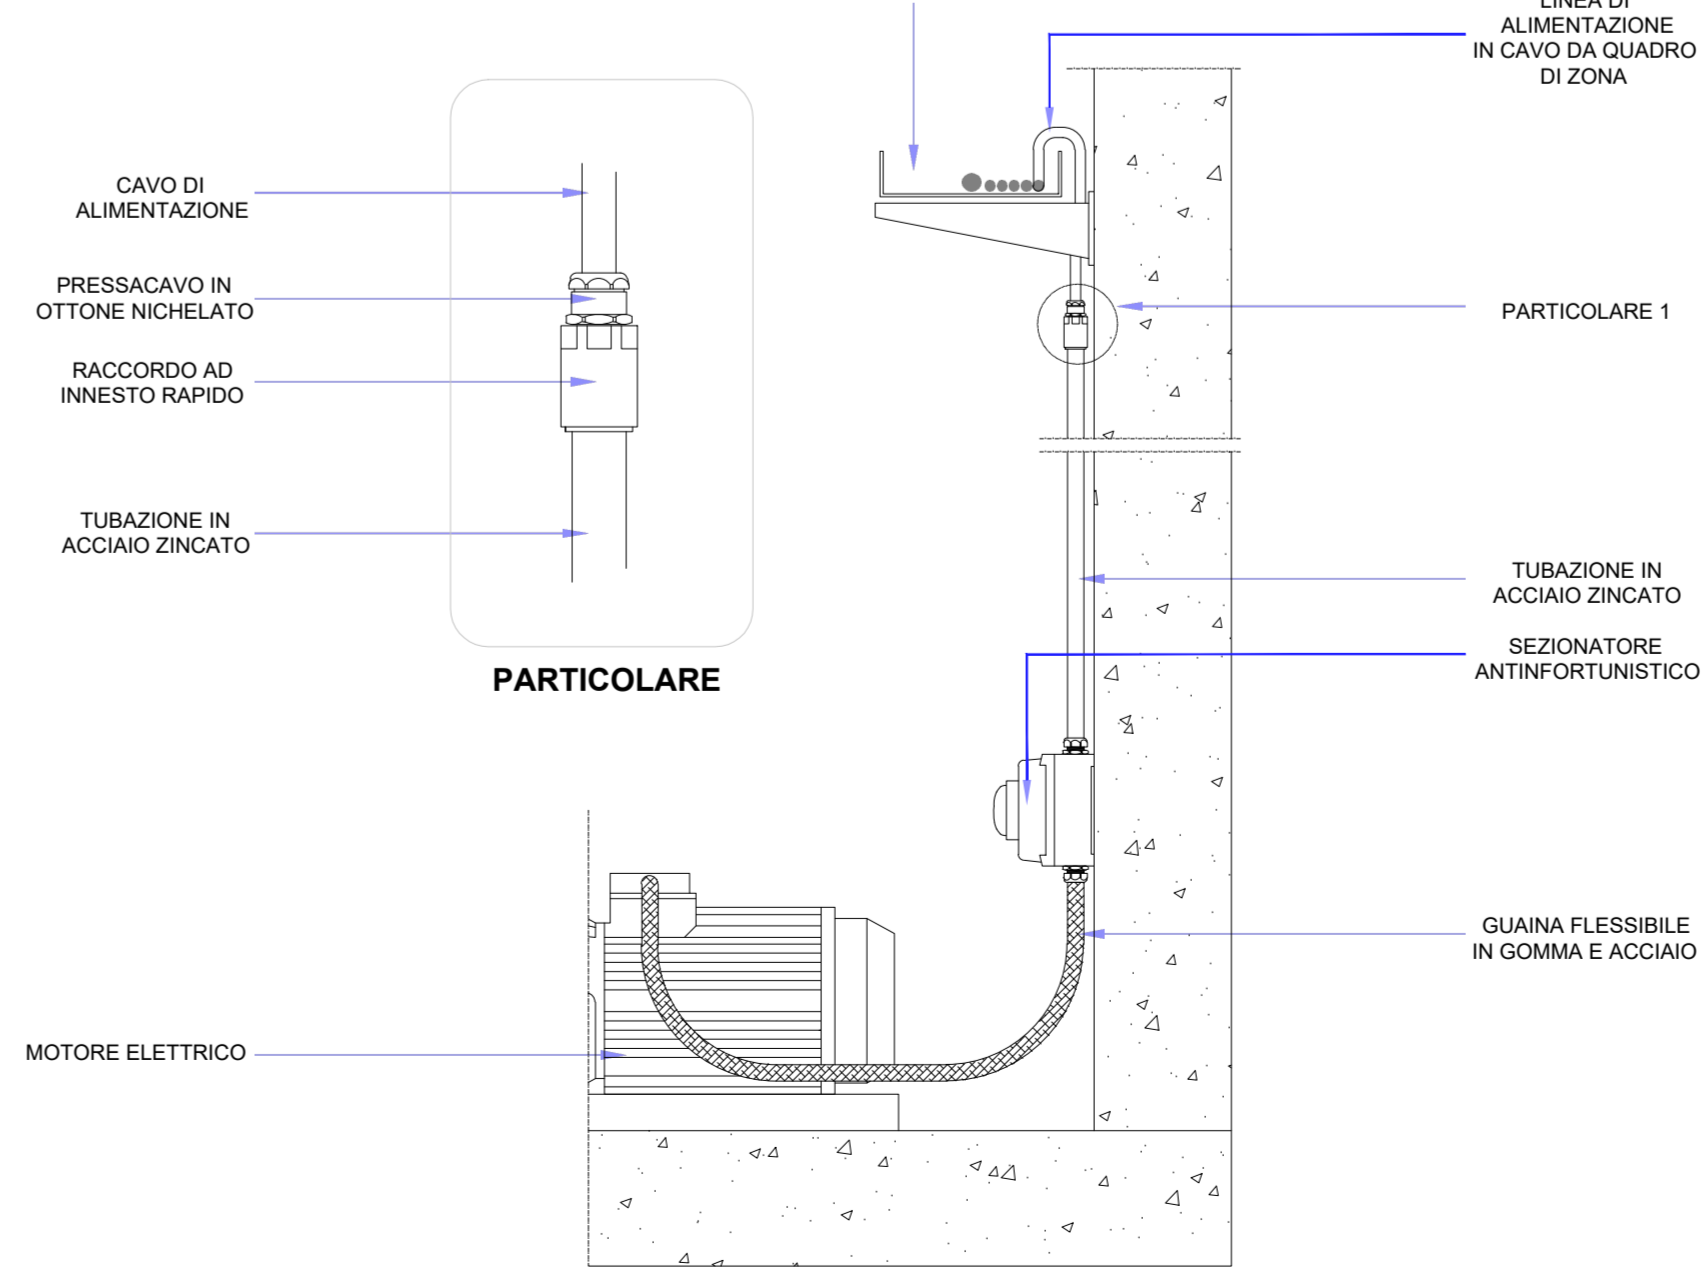 LINEA DI
ALIMENTAZIONE
IN CAVO DA QUADRO
DI ZONA
CAVO DI
ALIMENTAZIONE
PRESSACAVO IN
OTTONE NICHELATO
RACCORDO AD
INNESTO RAPIDO
TUBAZIONE IN
ACCIAIO ZINCATO
PARTICOLARE
PARTICOLARE 1
TUBAZIONE IN
ACCIAIO ZINCATO
SEZIONATORE
ANTINFORTUNISTICO
GUAINA FLESSIBILE
IN GOMMA E ACCIAIO
MOTORE ELETTRICO